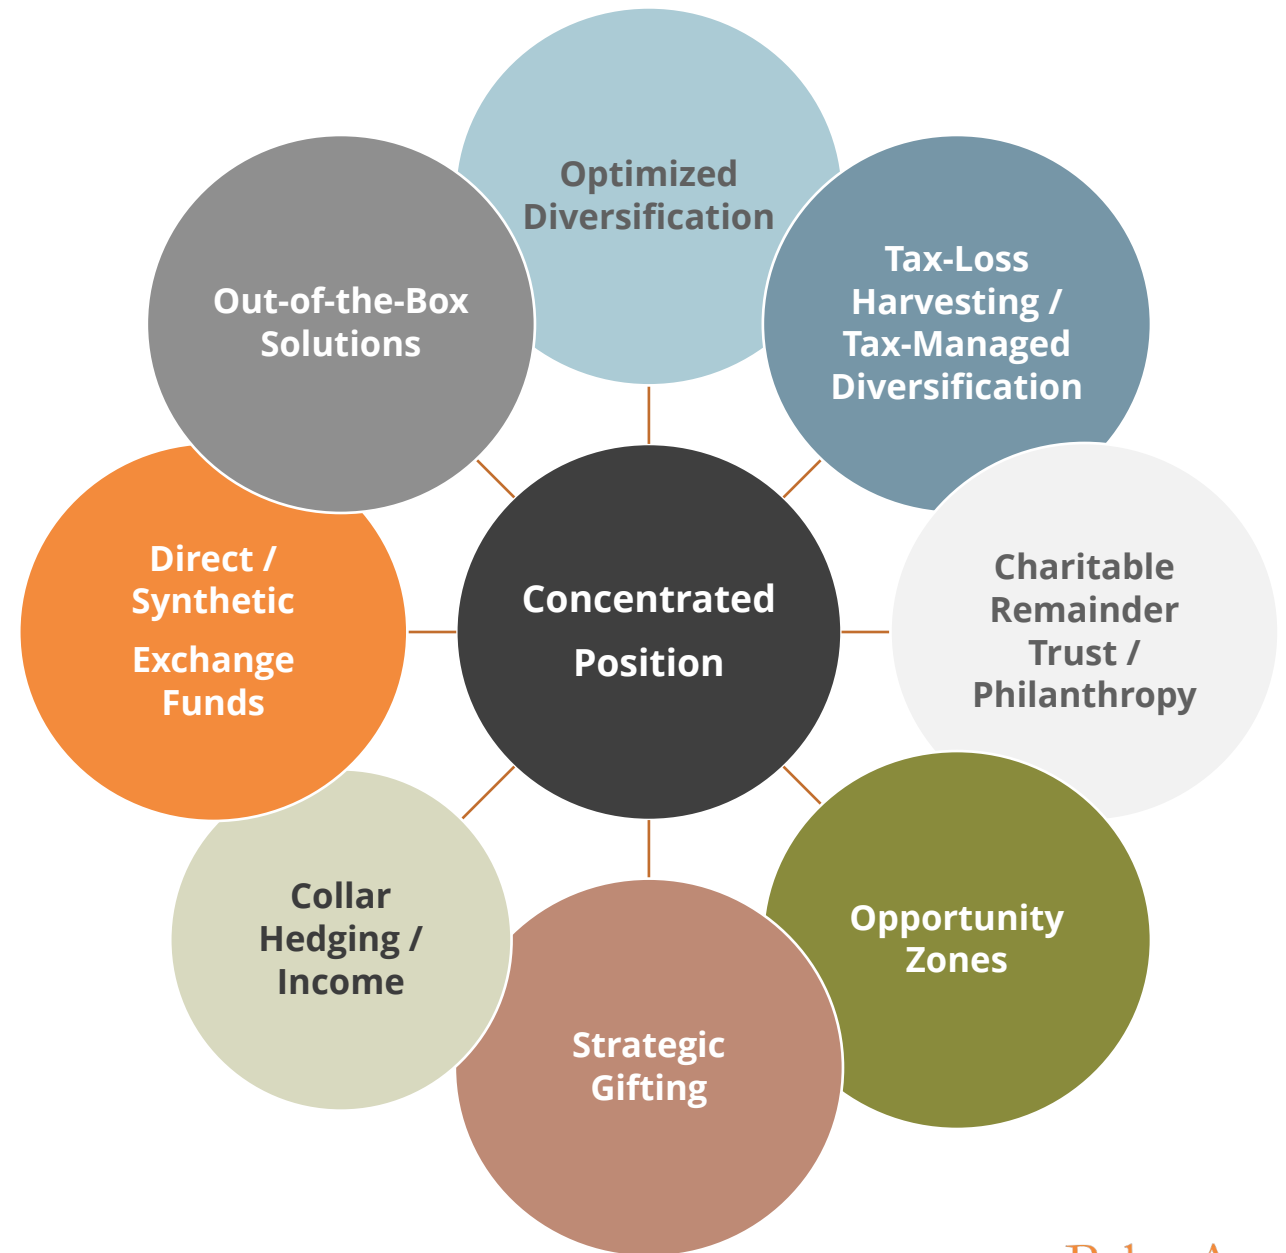 Optimized
Diversification
Tax-Loss
Harvesting /
Tax-Managed
Diversification
Out-of-the-Box
Solutions
Charitable
Remainder
Trust /
Philanthropy
Direct /
Synthetic
Exchange
Funds
Concentrated
Position
Opportunity
Zones
Collar
Hedging /
Income
Strategic
Gifting